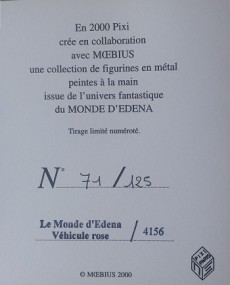 En 2000 Pixi
crée en collaboration
avec MŒBIUS
une collection de figurines en métal
peintes à la main
issue de l'univers fantastique
du MONDE D'EDENA
Tirage limité numéroté.
N° 71 / 125
Le Monde d'Edena
Véhicule rose / 4156
© MŒBIUS 2000
PIXI